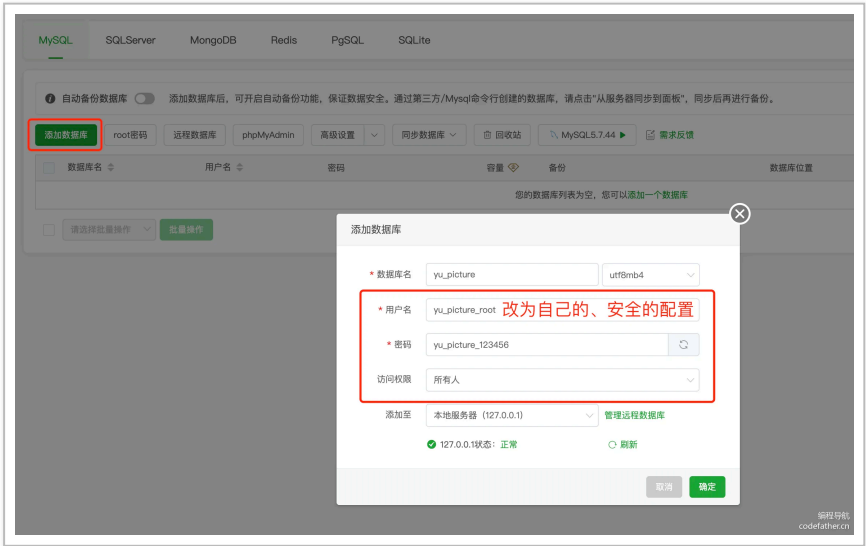 MySQL SQLServer MongoDB Redis PgSQL SQLite
自动备份数据库 添加数据库后，可开启自动备份功能，保证数据安全。通过第三方/Mysql命令行创建的数据库，请点击“从服务器同步到面板”，同步后再进行备份。
添加数据库 root密码 远程数据库 phpMyAdmin 高级设置 同步数据库 回收站 MySQL5.7.44 需求反馈
数据库名 用户名 密码 容量 备份 数据库位置
您的数据库列表为空，您可以添加一个数据库
请选择批量操作 批量操作
添加数据库
* 数据库名 yu_picture utf8mb4
* 用户名 yu_picture_root 改为自己的、安全的配置
* 密码 yu_picture_123456
访问权限 所有人
添加至 本地服务器（127.0.0.1） 管理远程数据库
127.0.0.1状态：正常 刷新
取消 确定
编程导航
codefather.cn